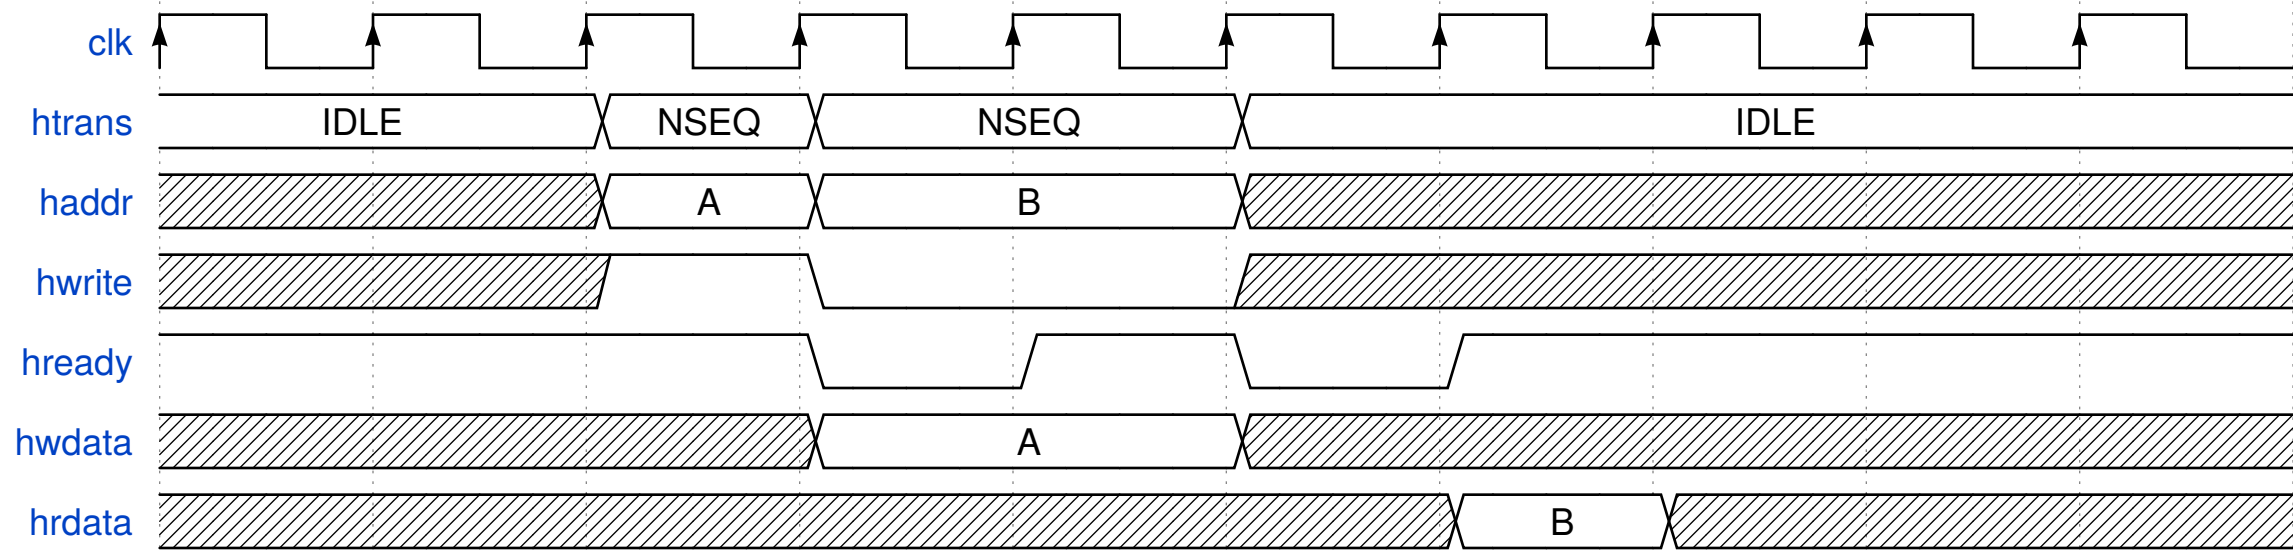 clk
htrans IDLE NSEQ NSEQ IDLE
haddr A B
hwrite
hready
hwdata A
hrdata B